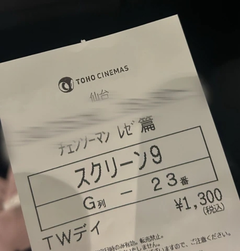 TOHO CINEMAS
仙台
チェンソーマン レゼ篇
スクリーン9
G列 － 23番
¥1,300
(税込)
TWデイ